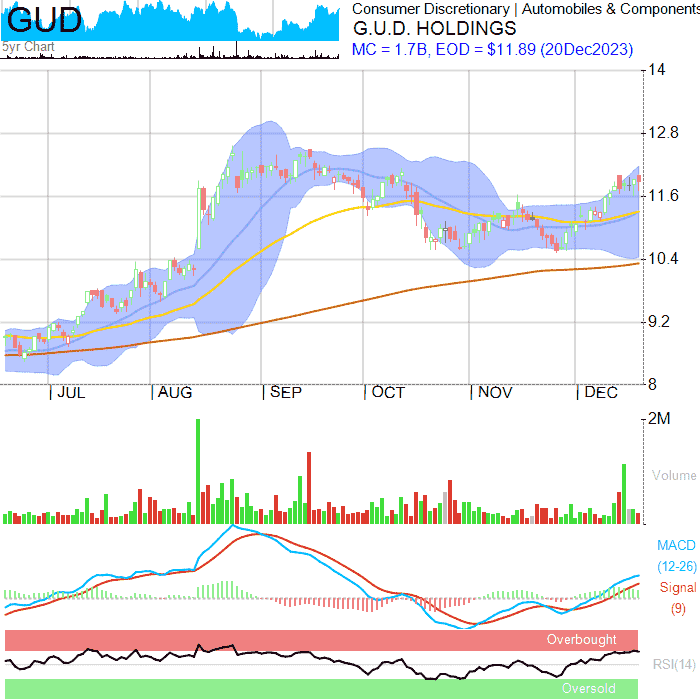 GUD
5yr Chart
Consumer Discretionary | Automobiles & Components
G.U.D. HOLDINGS
MC = 1.7B, EOD = $11.89 (20Dec2023)
14
12.8
11.6
10.4
9.2
8
JUL
AUG
SEP
OCT
NOV
DEC
2M
Volume
MACD
(12-26)
Signal
(9)
Overbought
RSI(14)
Oversold